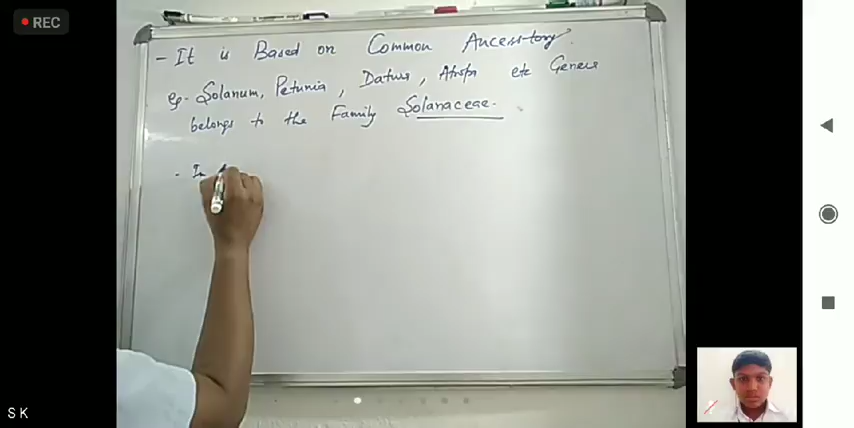 REC
- It is Based on Common Ancesstory.
eg- Solanum, Petunia, Datura, Atropa etc Genera
belongs to the Family Solanaceae.
- In
S K